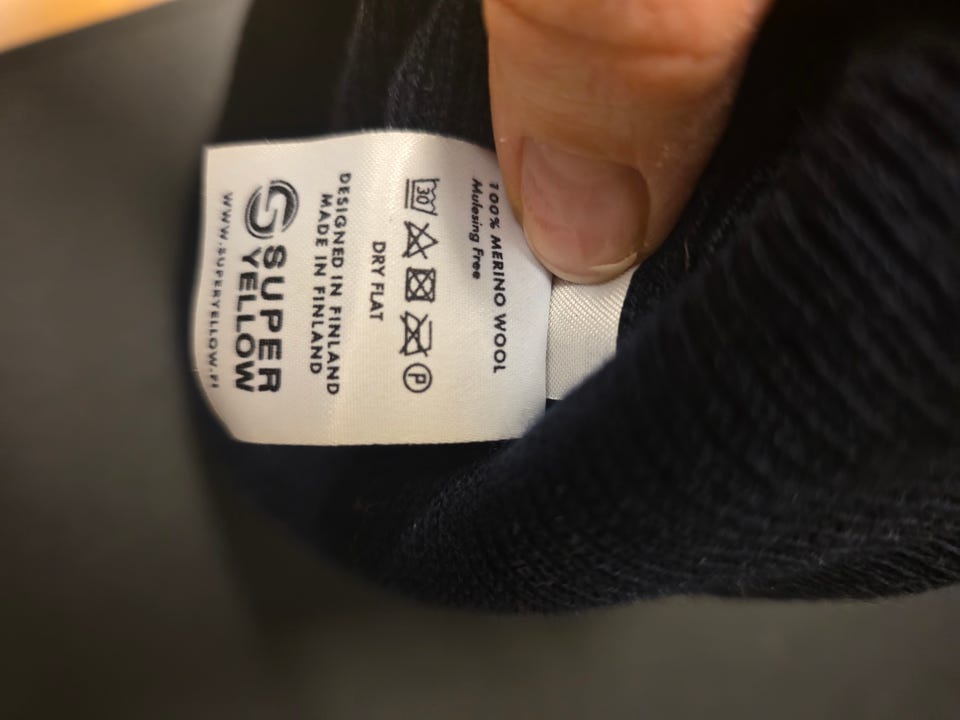 100% MERINO WOOL
Mulesing Free
30 P
DRY FLAT
DESIGNED IN FINLAND
MADE IN FINLAND
SUPER
YELLOW
WWW.SUPERYELLOW.FI